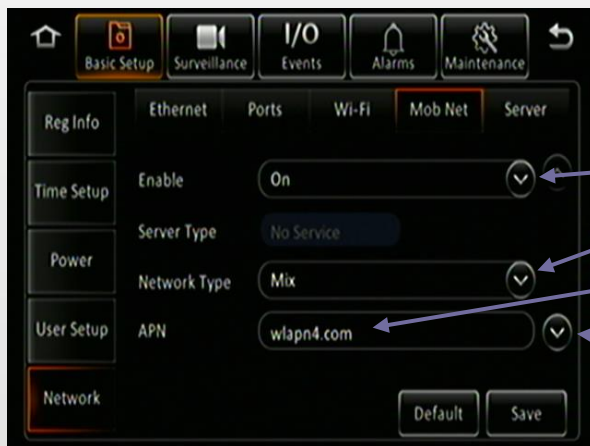 Basic Setup
Surveillance
I/O
Events
Alarms
Maintenance
Reg Info
Time Setup
Power
User Setup
Network
Ethernet
Ports
Wi-Fi
Mob Net
Server
Enable
On
Server Type
No Service
Network Type
Mix
APN
wlapn4.com
Default
Save